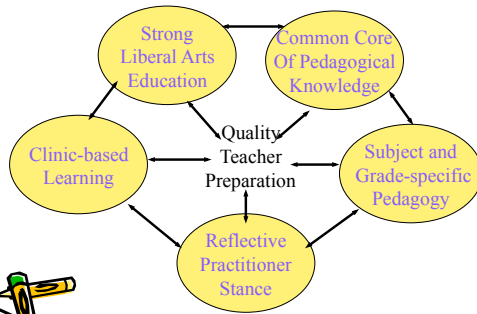 Strong
Liberal Arts
Education
Common Core
Of Pedagogical
Knowledge
Quality
Teacher
Preparation
Clinic-based
Learning
Subject and
Grade-specific
Pedagogy
Reflective
Practitioner
Stance